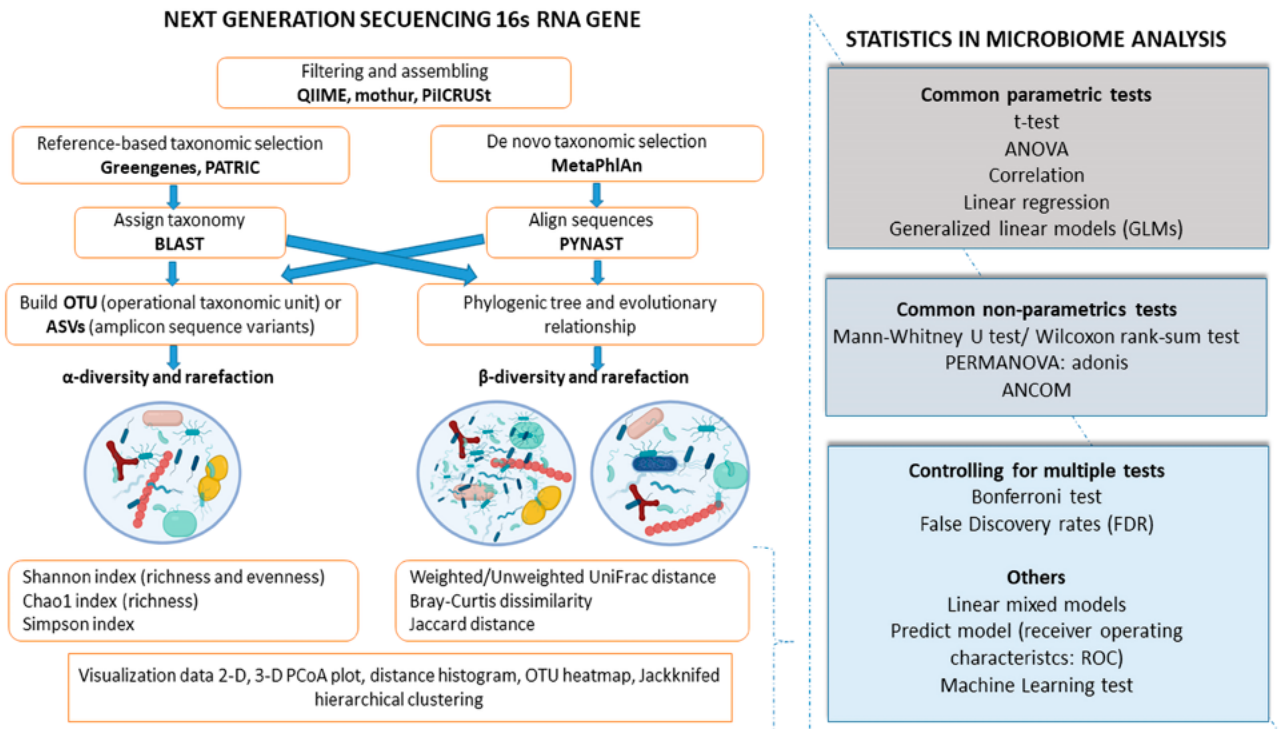 NEXT GENERATION SECUENCING 16s RNA GENE
Filtering and assembling
QIIME, mothur, PiICRUSt
Reference-based taxonomic selection
Greengenes, PATRIC
De novo taxonomic selection
MetaPhlAn
Assign taxonomy
BLAST
Align sequences
PYNAST
Build OTU (operational taxonomic unit) or
ASVs (amplicon sequence variants)
Phylogenic tree and evolutionary
relationship
α-diversity and rarefaction
β-diversity and rarefaction
Shannon index (richness and evenness)
Chao1 index (richness)
Simpson index
Weighted/Unweighted UniFrac distance
Bray-Curtis dissimilarity
Jaccard distance
Visualization data 2-D, 3-D PCoA plot, distance histogram, OTU heatmap, Jackknifed
hierarchical clustering
STATISTICS IN MICROBIOME ANALYSIS
Common parametric tests
t-test
ANOVA
Correlation
Linear regression
Generalized linear models (GLMs)
Common non-parametrics tests
Mann-Whitney U test/ Wilcoxon rank-sum test
PERMANOVA: adonis
ANCOM
Controlling for multiple tests
Bonferroni test
False Discovery rates (FDR)
Others
Linear mixed models
Predict model (receiver operating
characteristcs: ROC)
Machine Learning test